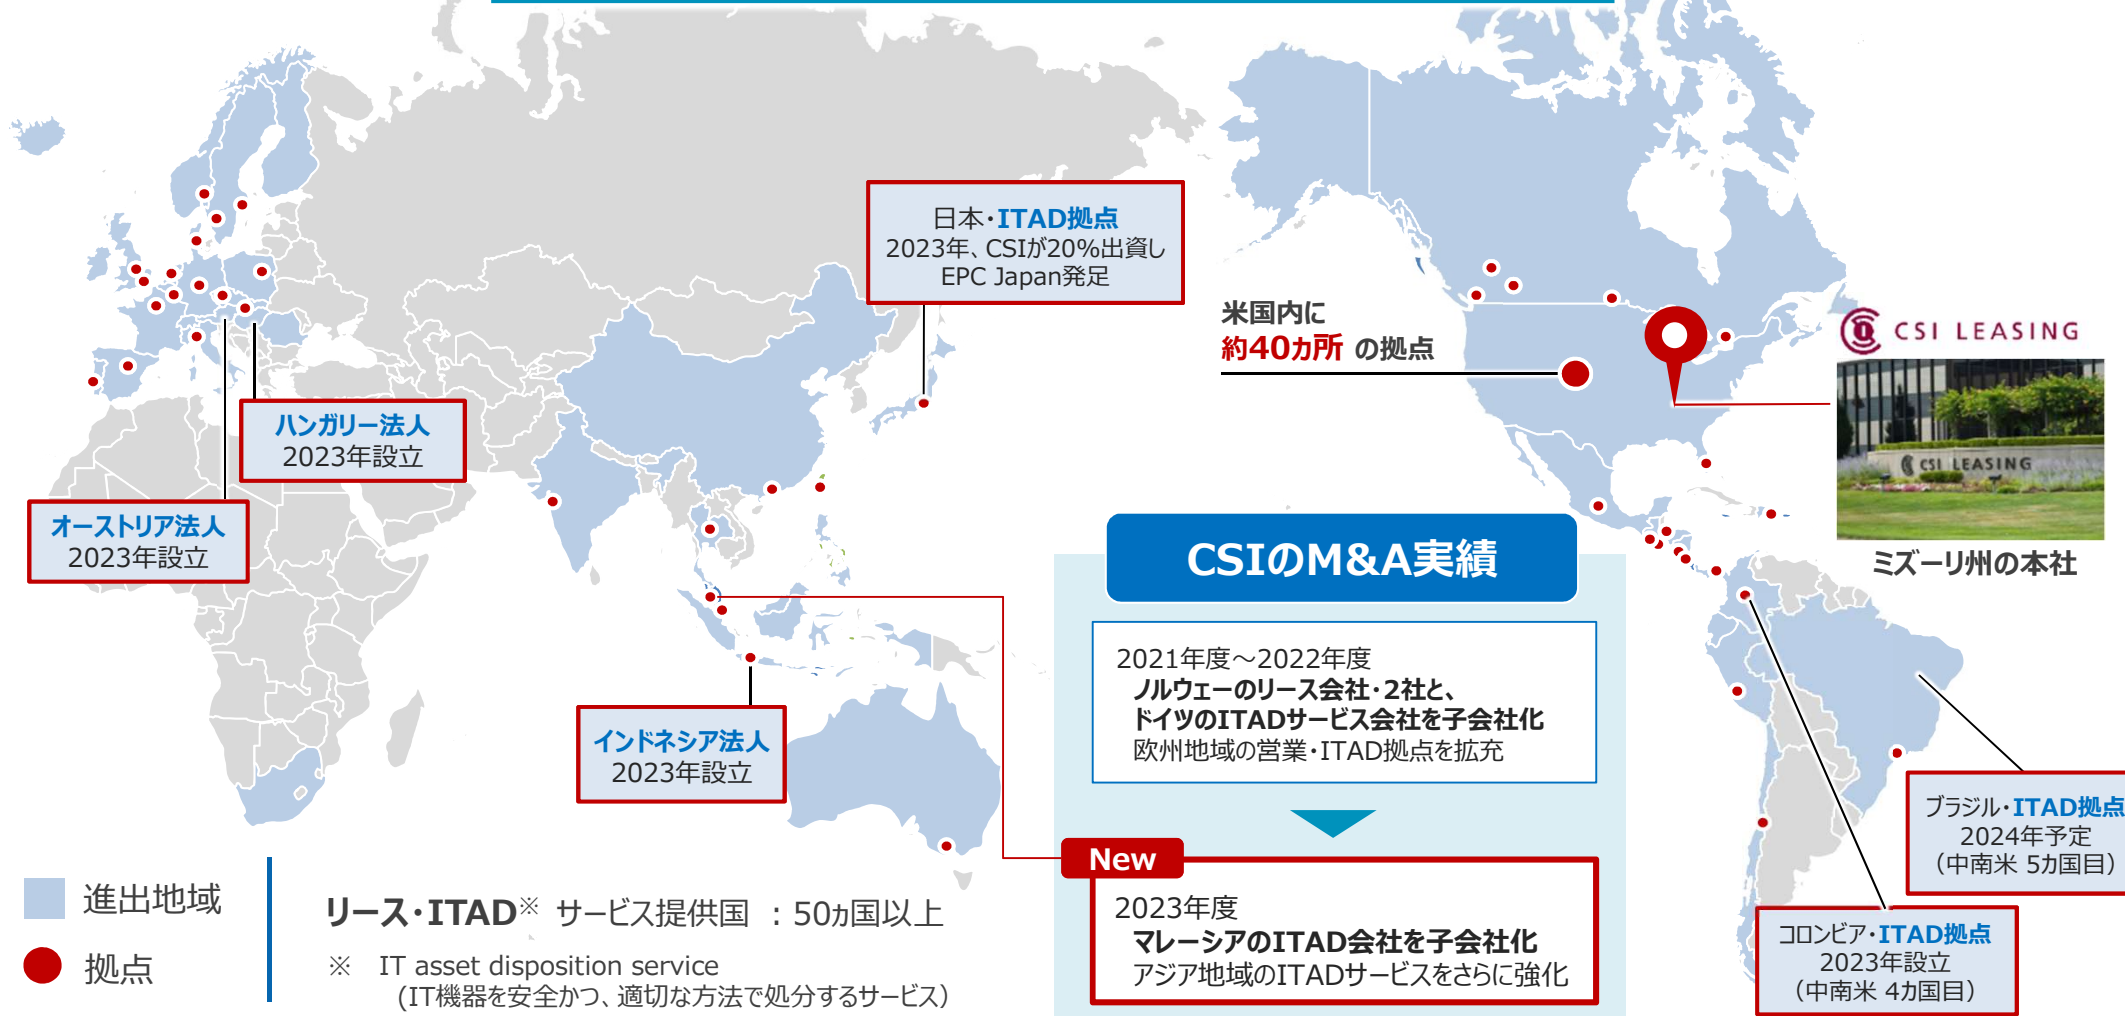 日本・ITAD拠点
2023年、CSIが20%出資し
EPC Japan発足
米国内に
約40カ所 の拠点
CSI LEASING
CSI LEASING
ミズーリ州の本社
ハンガリー法人
2023年設立
オーストリア法人
2023年設立
インドネシア法人
2023年設立
CSIのM&A実績
2021年度～2022年度
ノルウェーのリース会社・2社と、
ドイツのITADサービス会社を子会社化
欧州地域の営業・ITAD拠点を拡充
New
2023年度
マレーシアのITAD会社を子会社化
アジア地域のITADサービスをさらに強化
ブラジル・ITAD拠点
2024年予定
（中南米 5カ国目）
コロンビア・ITAD拠点
2023年設立
（中南米 4カ国目）
進出地域
拠点
リース・ITAD※ サービス提供国 ：50ヵ国以上
※ IT asset disposition service
(IT機器を安全かつ、適切な方法で処分するサービス）